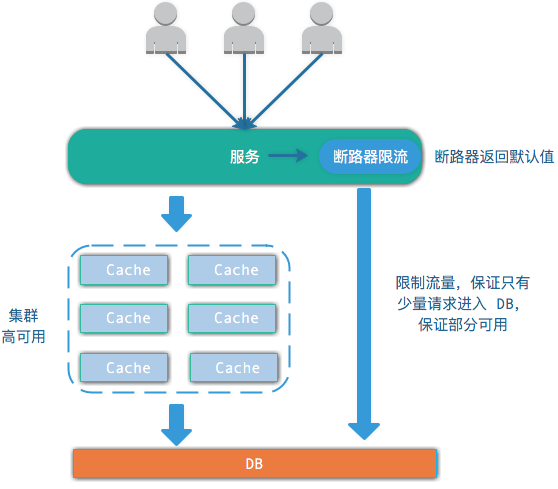 服务
断路器限流
断路器返回默认值
Cache
Cache
限制流量，保证只有
少量请求进入 DB，
保证部分可用
集群
高可用
Cache
Cache
Cache
Cache
DB